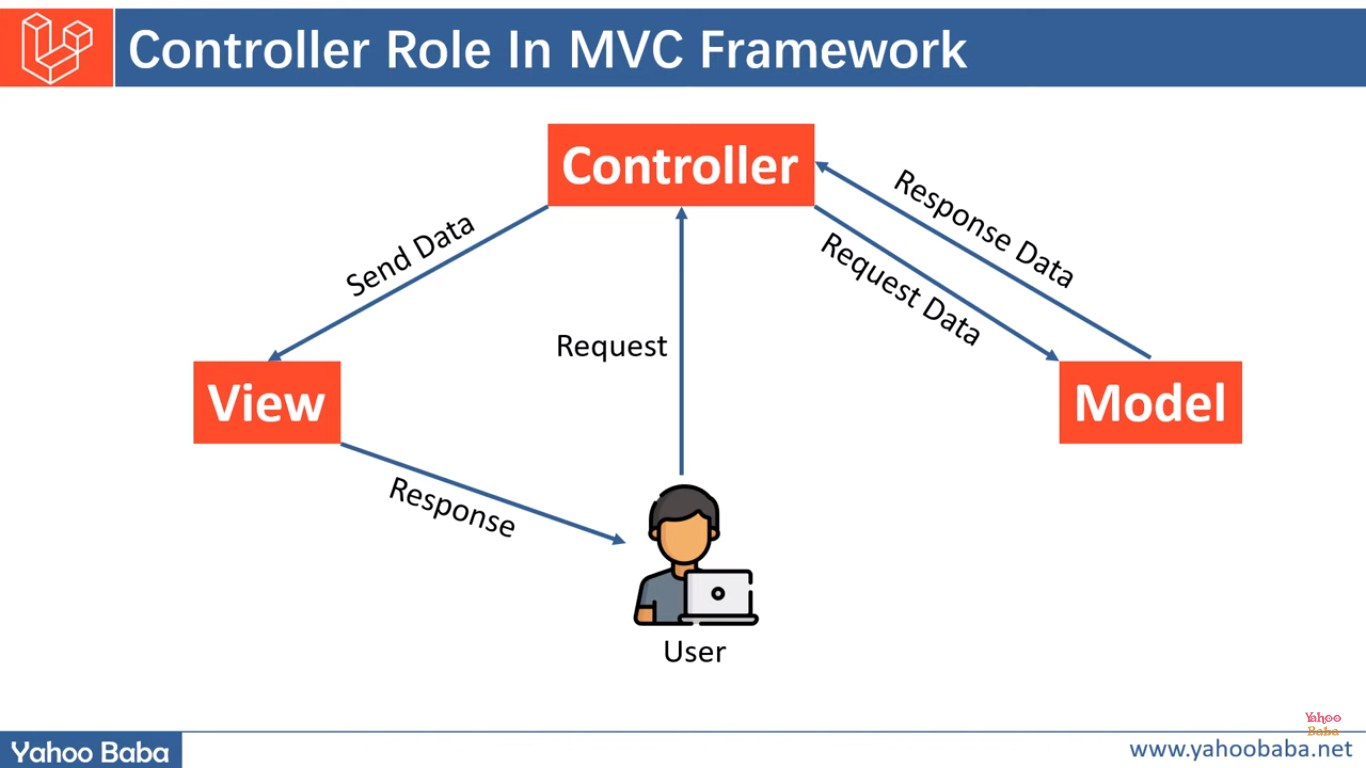 Controller Role In MVC Framework
Controller
Response Data
Send Data
Request Data
Request
View
Model
Response
User
Yahoo
Baba
Yahoo Baba
www.yahoobaba.net